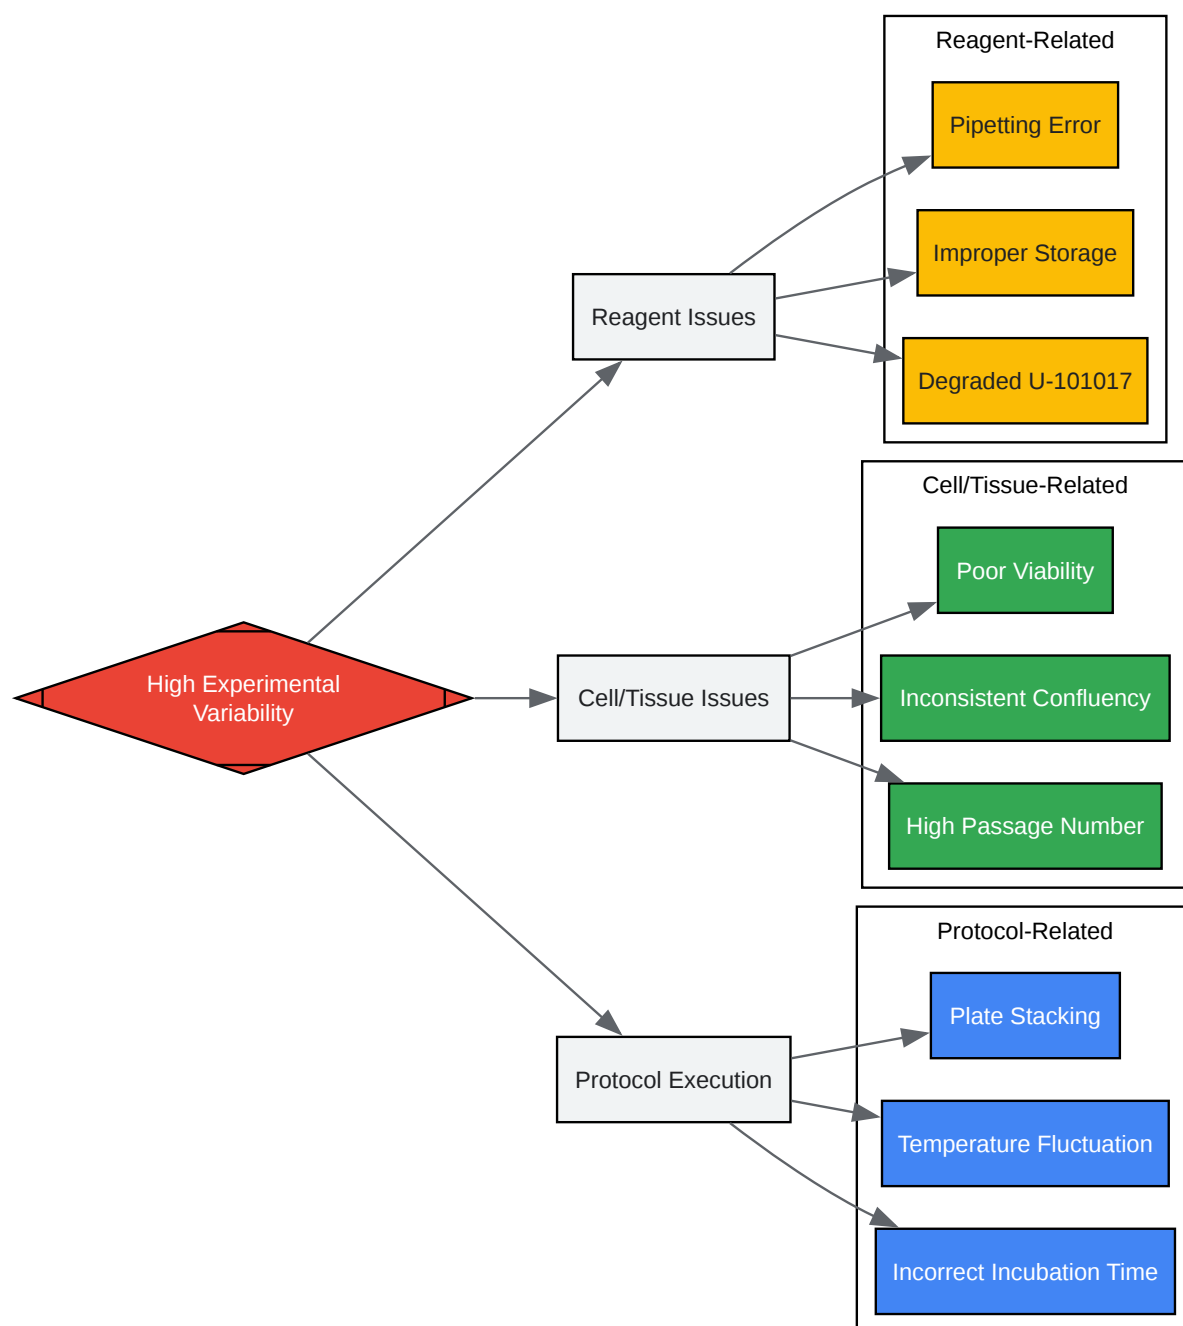 Reagent-Related
Pipetting Error
Improper Storage
Reagent Issues
Degraded U-101017
Cell/Tissue-Related
Poor Viability
High Experimental
Variability
Cell/Tissue Issues
Inconsistent Confluency
High Passage Number
Protocol-Related
Plate Stacking
Protocol Execution
Temperature Fluctuation
Incorrect Incubation Time